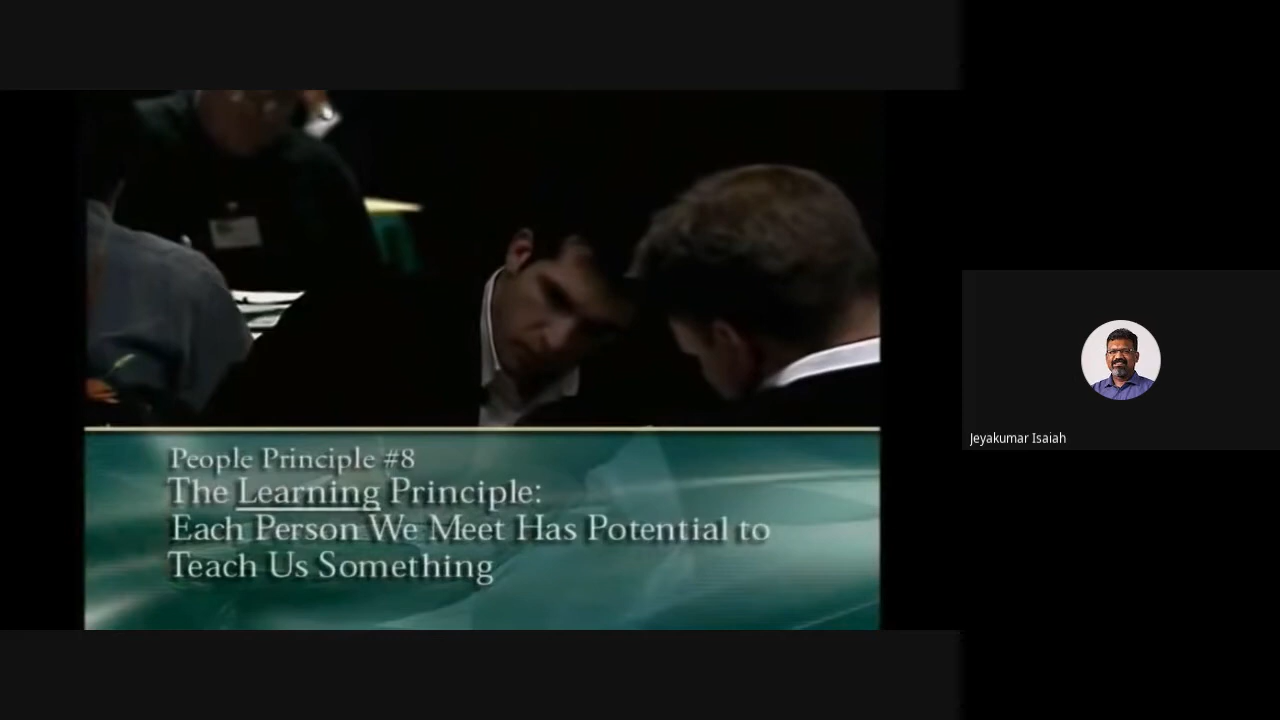 People Principle #8
The Learning Principle:
Each Person We Meet Has Potential to
Teach Us Something
Jeyakumar Isaiah